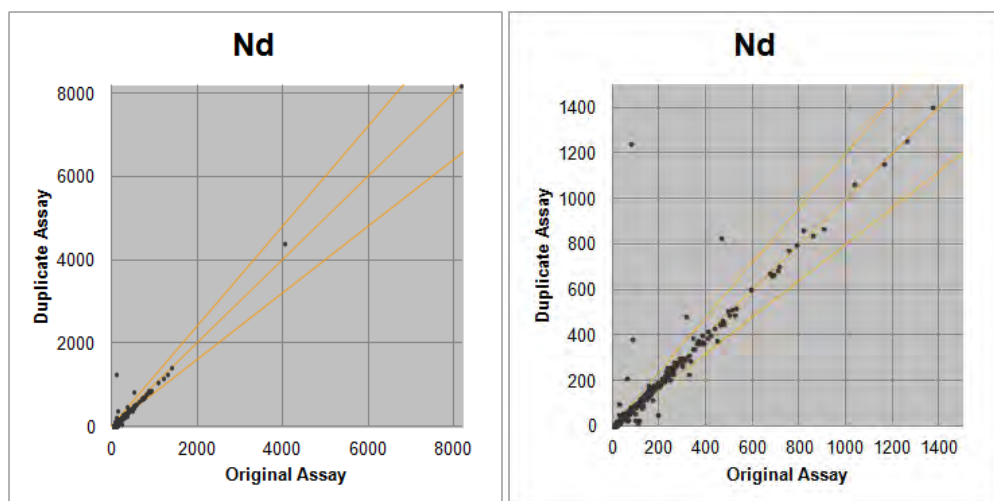 Nd
8000
6000
4000
2000
0
0 2000 4000 6000 8000
Duplicate Assay
Original Assay
Nd
1400
1200
1000
800
600
400
200
0
0 200 400 600 800 1000 1200 1400
Duplicate Assay
Original Assay